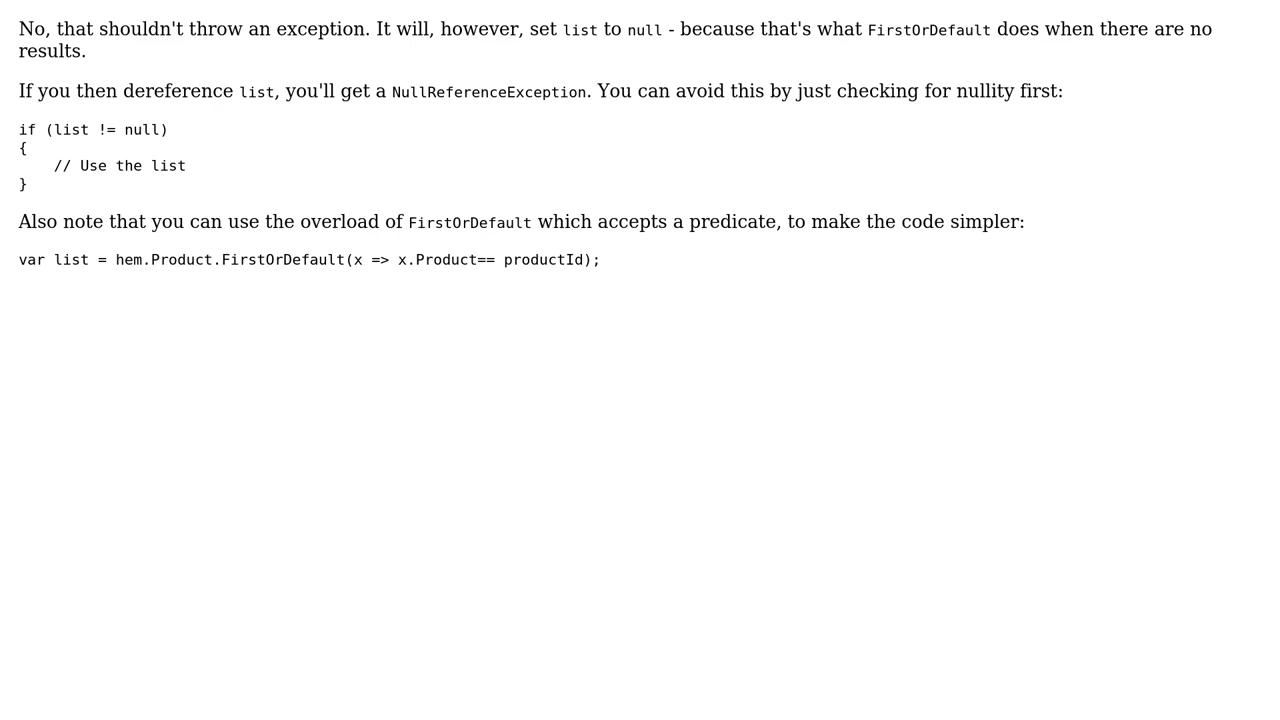 No, that shouldn't throw an exception. It will, however, set list to null - because that's what FirstOrDefault does when there are no
results.
If you then dereference list, you'll get a NullReferenceException. You can avoid this by just checking for nullity first:
if (list != null)
{
    // Use the list
}
Also note that you can use the overload of FirstOrDefault which accepts a predicate, to make the code simpler:
var list = hem.Product.FirstOrDefault(x => x.Product== productId);